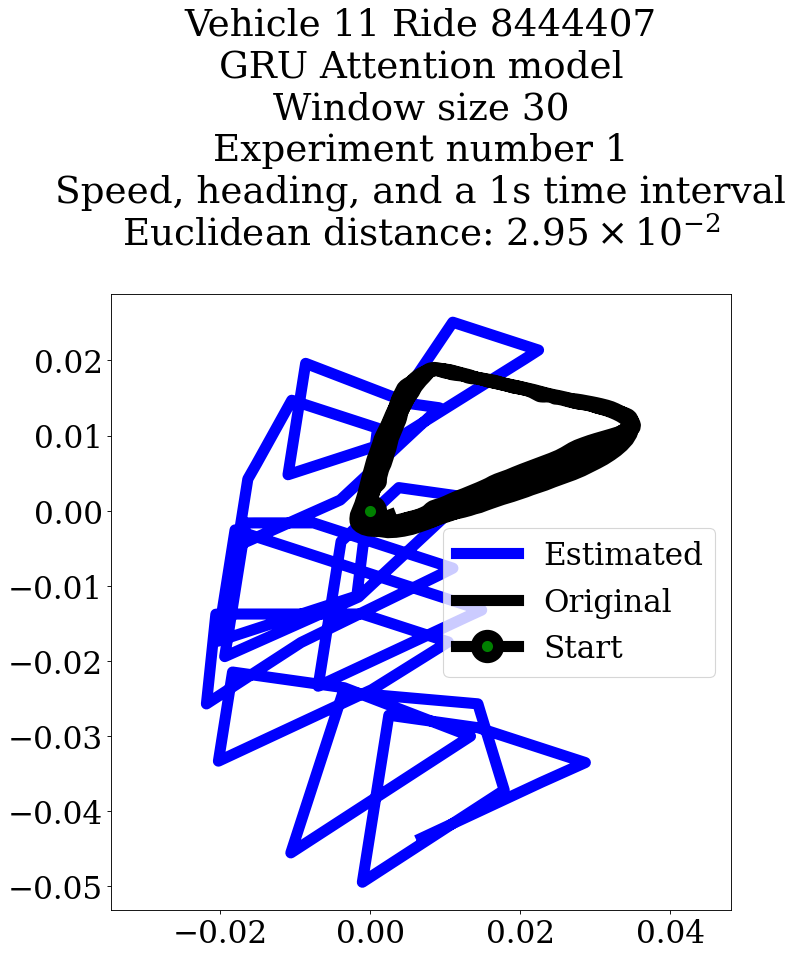 Vehicle 11 Ride 8444407
GRU Attention model
Window size 30
Experiment number 1
Speed, heading, and a 1s time interval
Euclidean distance: 2.95 × 10⁻²
0.02
0.01
0.00
−0.01
−0.02
−0.03
−0.04
−0.05
Estimated
Original
Start
−0.02 0.00 0.02 0.04